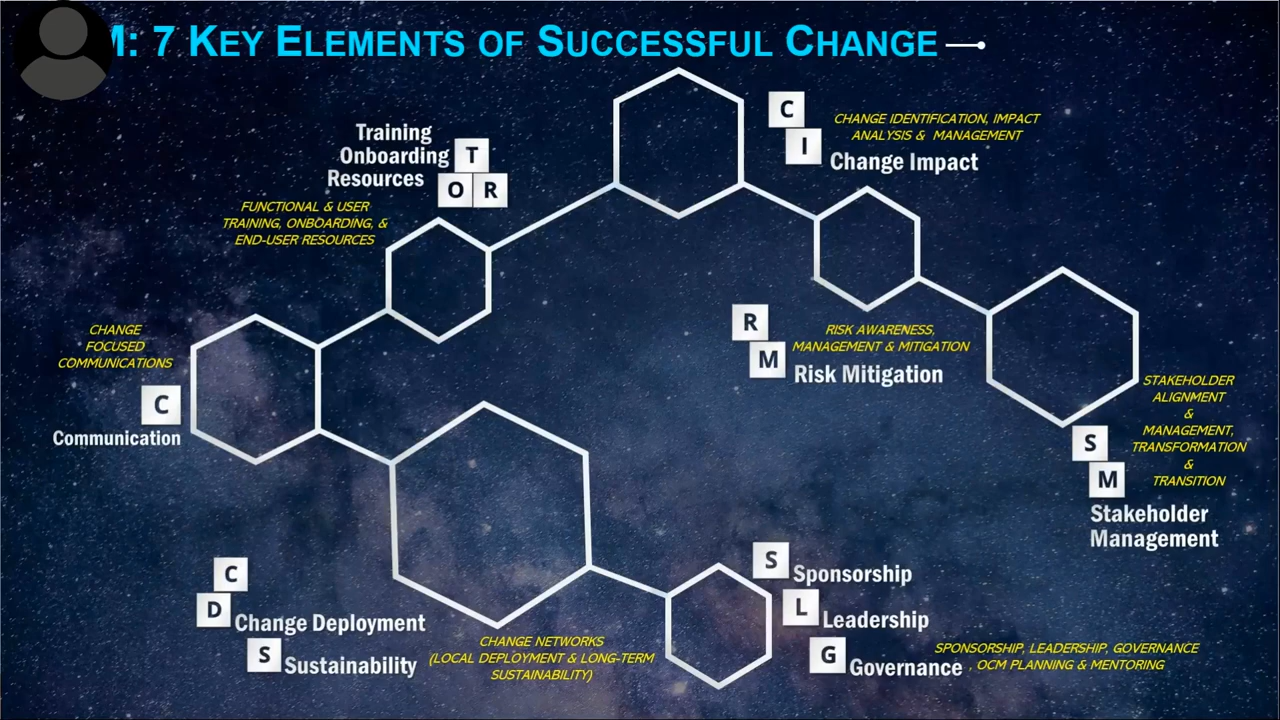 M: 7 KEY ELEMENTS OF SUCCESSFUL CHANGE
C
I
CHANGE IDENTIFICATION, IMPACT
ANALYSIS & MANAGEMENT
Change Impact
Training
Onboarding
Resources
T
O R
FUNCTIONAL & USER
TRAINING, ONBOARDING, &
END-USER RESOURCES
R
M
RISK AWARENESS,
MANAGEMENT & MITIGATION
Risk Mitigation
CHANGE
FOCUSED
COMMUNICATIONS
C
Communication
STAKEHOLDER
ALIGNMENT
&
MANAGEMENT,
TRANSFORMATION
&
TRANSITION
S
M
Stakeholder
Management
C
D
Change Deployment
S
Sustainability
CHANGE NETWORKS
(LOCAL DEPLOYMENT & LONG-TERM
SUSTAINABILITY)
S
Sponsorship
L
Leadership
G
Governance
SPONSORSHIP, LEADERSHIP, GOVERNANCE
, OCM PLANNING & MENTORING